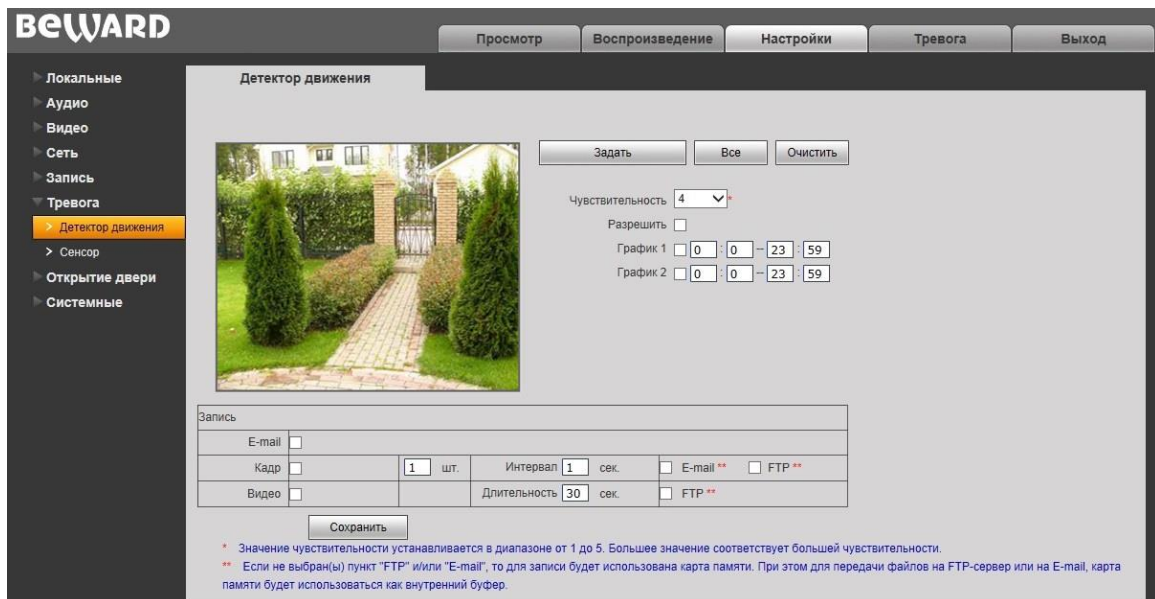 BEWARD
Просмотр Воспроизведение Настройки Тревога Выход
Локальные
Аудио
Видео
Сеть
Запись
Тревога
> Детектор движения
> Сенсор
Открытие двери
Системные
Детектор движения
Задать Все Очистить
Чувствительность 4 *
Разрешить
График 1 0 : 0 – 23 : 59
График 2 0 : 0 – 23 : 59
Запись
E-mail
Кадр 1 шт. Интервал 1 сек. E-mail ** FTP **
Видео Длительность 30 сек. FTP **
Сохранить
* Значение чувствительности устанавливается в диапазоне от 1 до 5. Большее значение соответствует большей чувствительности.
** Если не выбран(ы) пункт "FTP" и/или "E-mail", то для записи будет использована карта памяти. При этом для передачи файлов на FTP-сервер или на E-mail, карта
памяти будет использоваться как внутренний буфер.